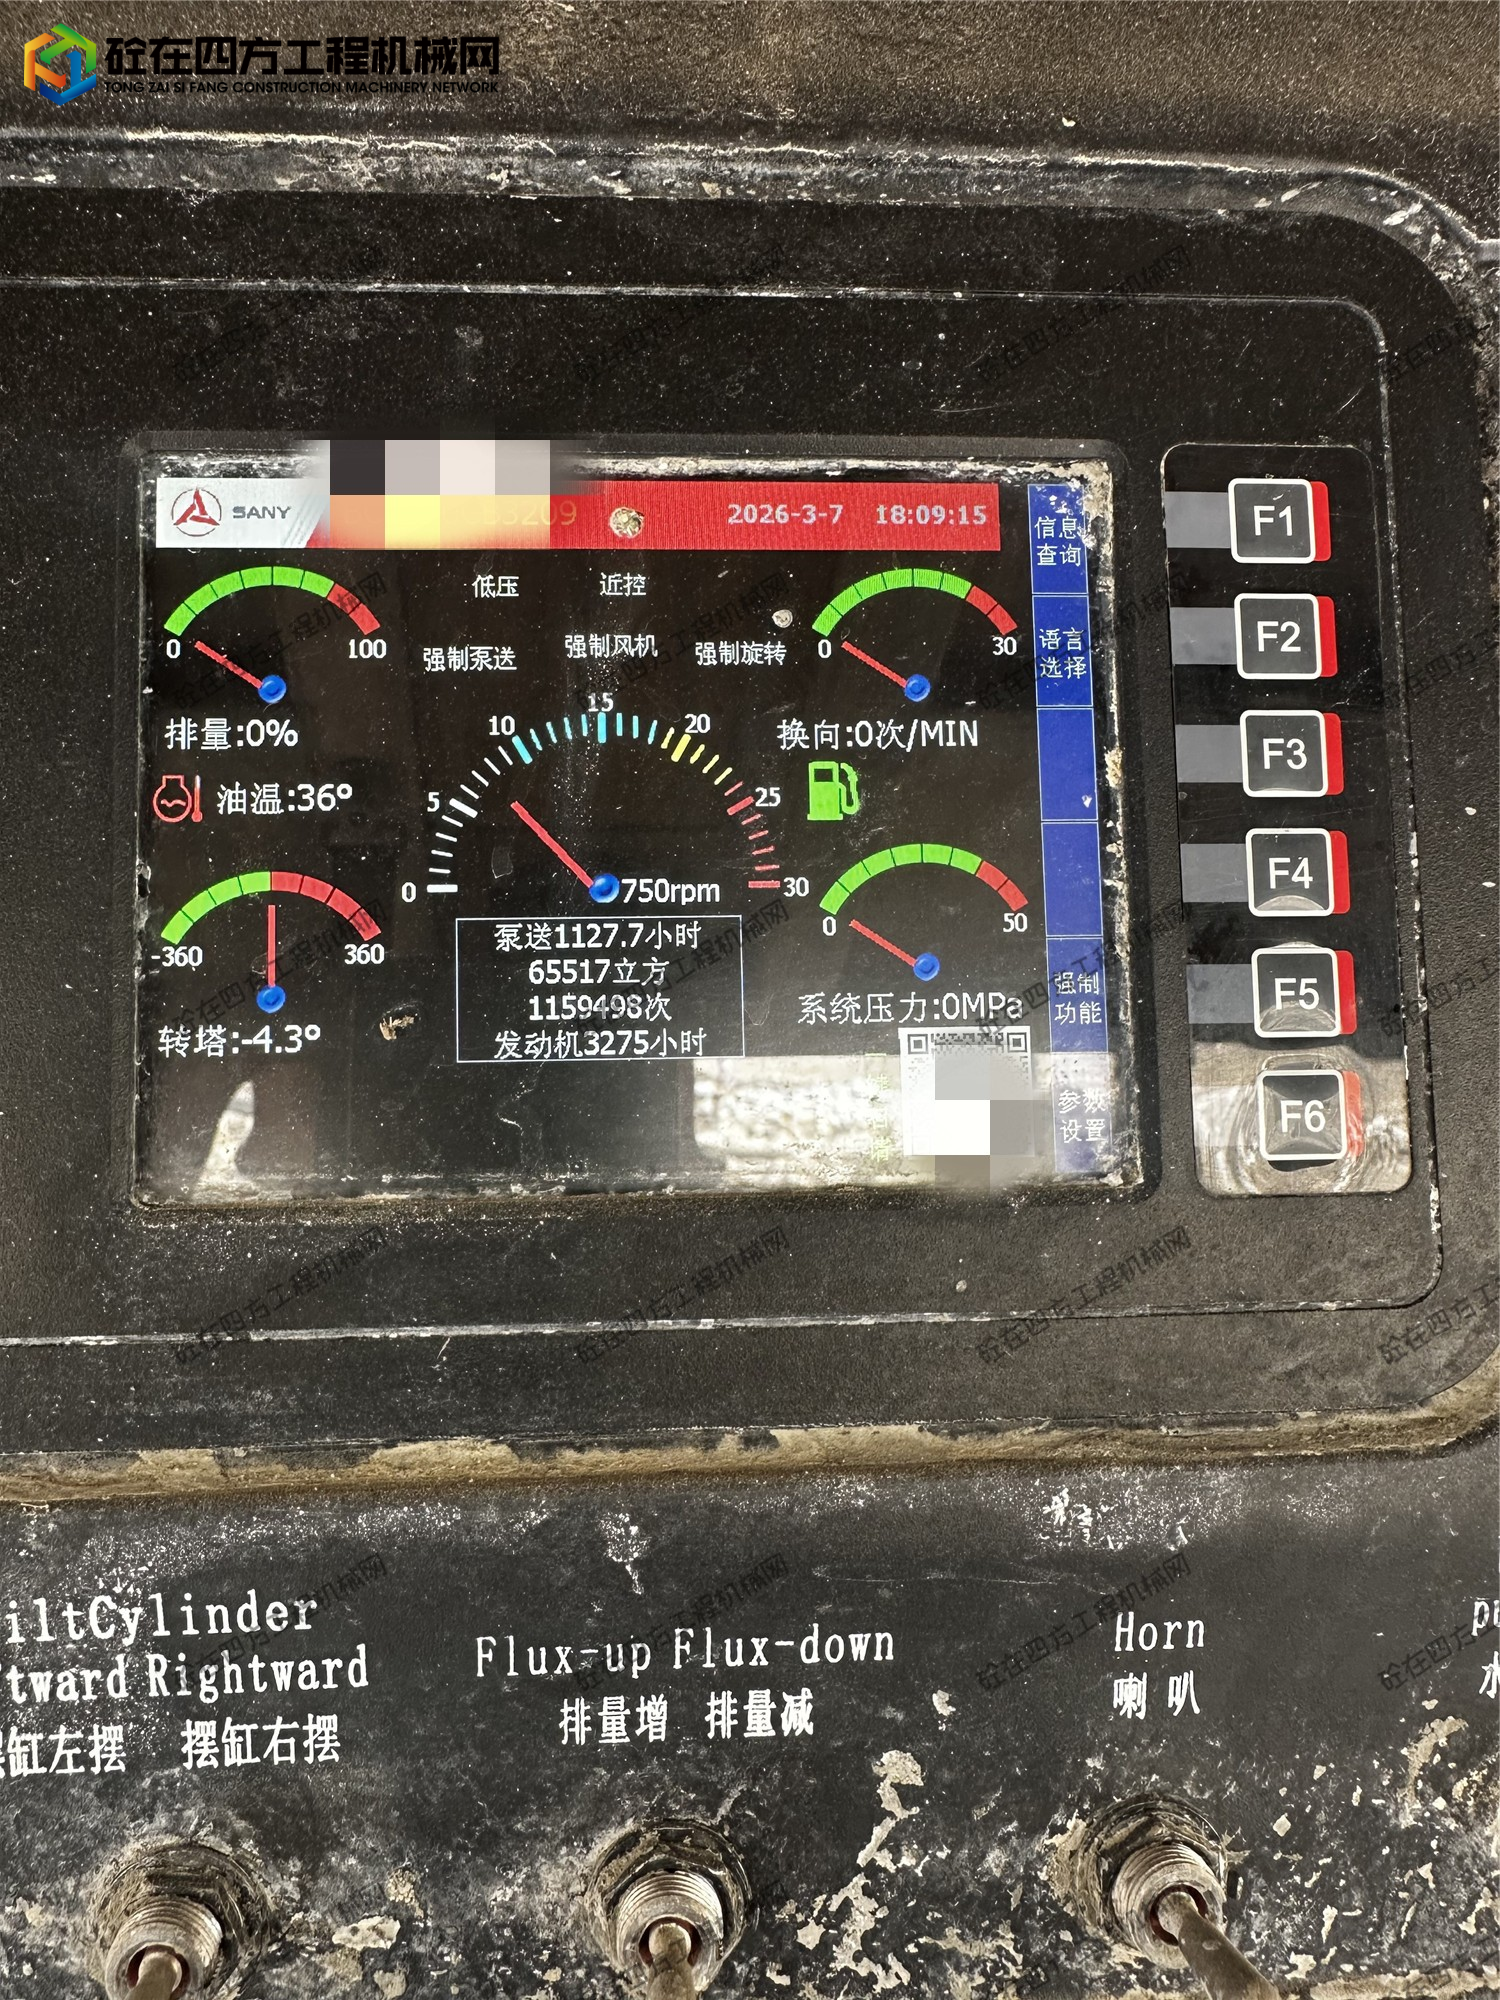 砼在四方工程机械网
TONG ZAI SI FANG CONSTRUCTION MACHINERY NETWORK
SANY 2026-3-7 18:09:15
信息
查询
F1
低压 近控
强制泵送 强制风机 强制旋转
0 100
0 30
语言
选择
F2
排量:0%
换向:0次/MIN
F3
油温:36°
0 5 10 15 20 25 30
750rpm
F4
-360 360
0 50
转塔:-4.3°
泵送1127.7小时
65517立方
1159498次
发动机3275小时
系统压力:0MPa
强制
功能
F5
参数
设置
F6
iltCylinder
tward Rightward
缸左摆 摆缸右摆
Flux-up Flux-down
排量增 排量减
Horn
喇叭